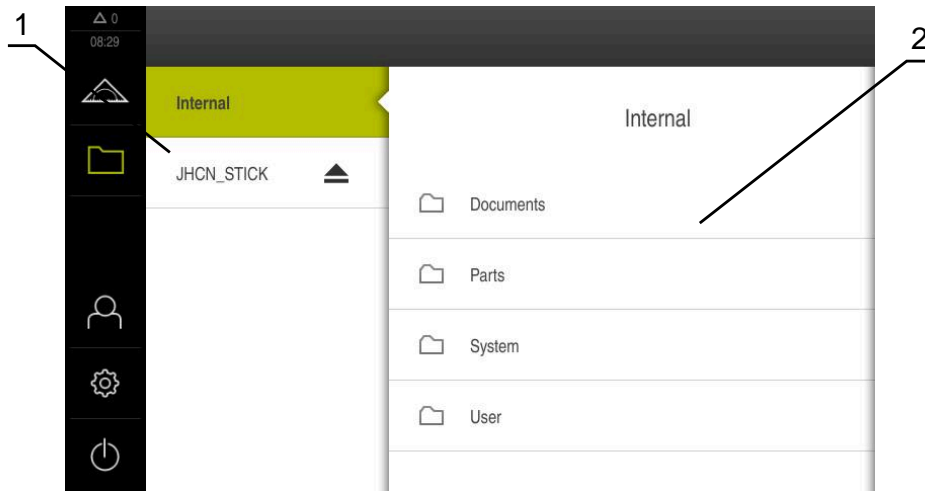 1
2
0
08:29
Internal
JHCN_STICK
Internal
Documents
Parts
System
User